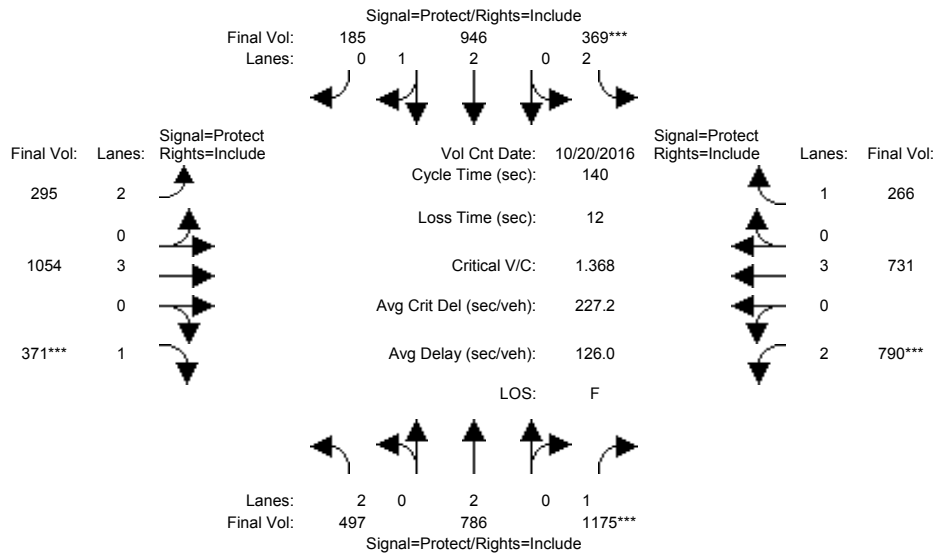 Signal=Protect/Rights=Include
Final Vol: 185 946 369***
Lanes: 0 1 2 0 2
Signal=Protect Signal=Protect
Final Vol: Lanes: Rights=Include Vol Cnt Date: 10/20/2016 Rights=Include Lanes: Final Vol:
Cycle Time (sec): 140
295 2 1 266
Loss Time (sec): 12
0 0
1054 3 Critical V/C: 1.368 3 731
0 Avg Crit Del (sec/veh): 227.2 0
371*** 1 Avg Delay (sec/veh): 126.0 2 790***
LOS: F
Lanes: 2 0 2 0 1
Final Vol: 497 786 1175***
Signal=Protect/Rights=Include